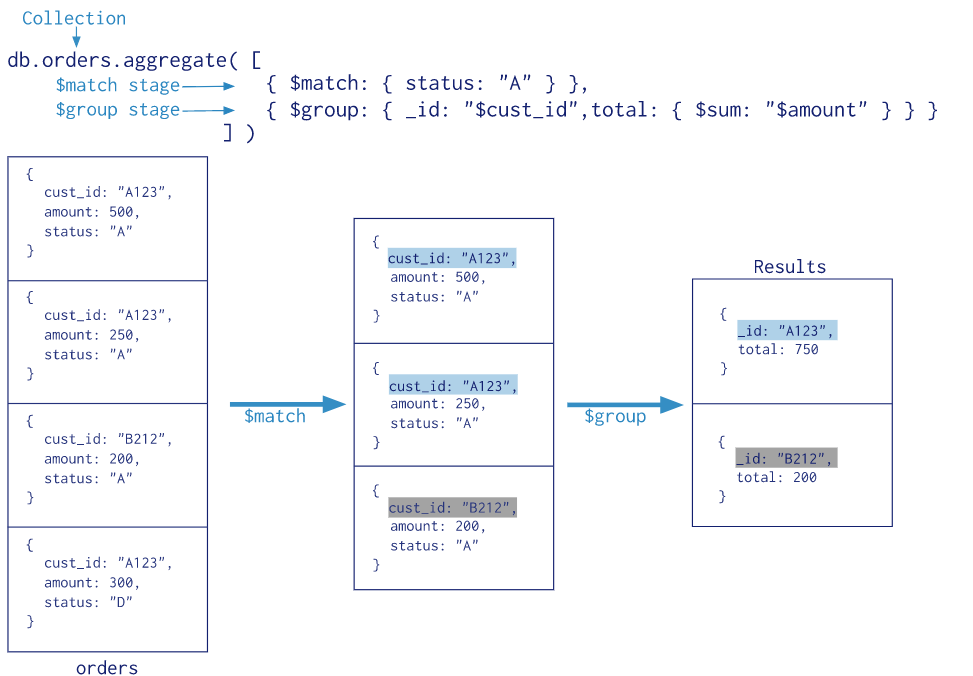 Collection
db.orders.aggregate( [
$match stage
{ $match: { status: "A" } },
$group stage
{ $group: { _id: "$cust_id",total: { $sum: "$amount" } } }
] )
{
cust_id: "A123",
amount: 500,
status: "A"
}
{
cust_id: "A123",
amount: 250,
status: "A"
}
{
cust_id: "B212",
amount: 200,
status: "A"
}
{
cust_id: "A123",
amount: 300,
status: "D"
}
orders
$match
{
cust_id: "A123",
amount: 500,
status: "A"
}
{
cust_id: "A123",
amount: 250,
status: "A"
}
{
cust_id: "B212",
amount: 200,
status: "A"
}
$group
Results
{
_id: "A123",
total: 750
}
{
_id: "B212",
total: 200
}